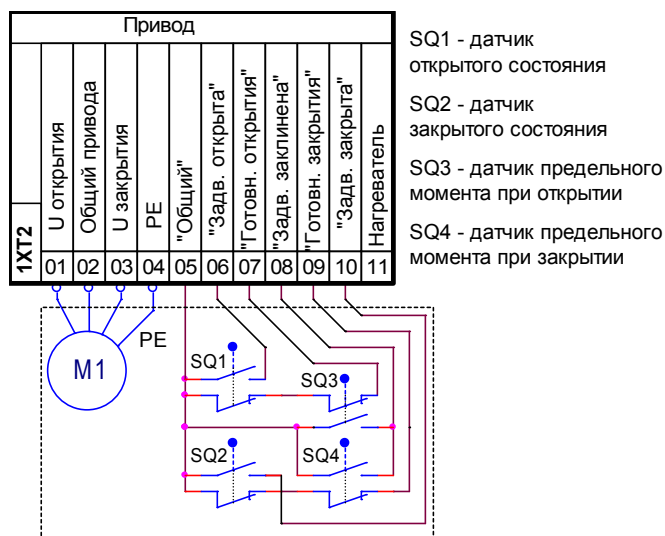 Привод
1XT2
U открытия
Общий привода
U закрытия
PE
"Общий"
"Задв. открыта"
"Готовн. открытия"
"Задв. заклинена"
"Готовн. закрытия"
"Задв. закрыта"
Нагреватель
01 02 03 04 05 06 07 08 09 10 11
SQ1 - датчик
открытого состояния
SQ2 - датчик
закрытого состояния
SQ3 - датчик предельного
момента при открытии
SQ4 - датчик предельного
момента при закрытии
PE
M1
SQ1
SQ3
SQ2
SQ4